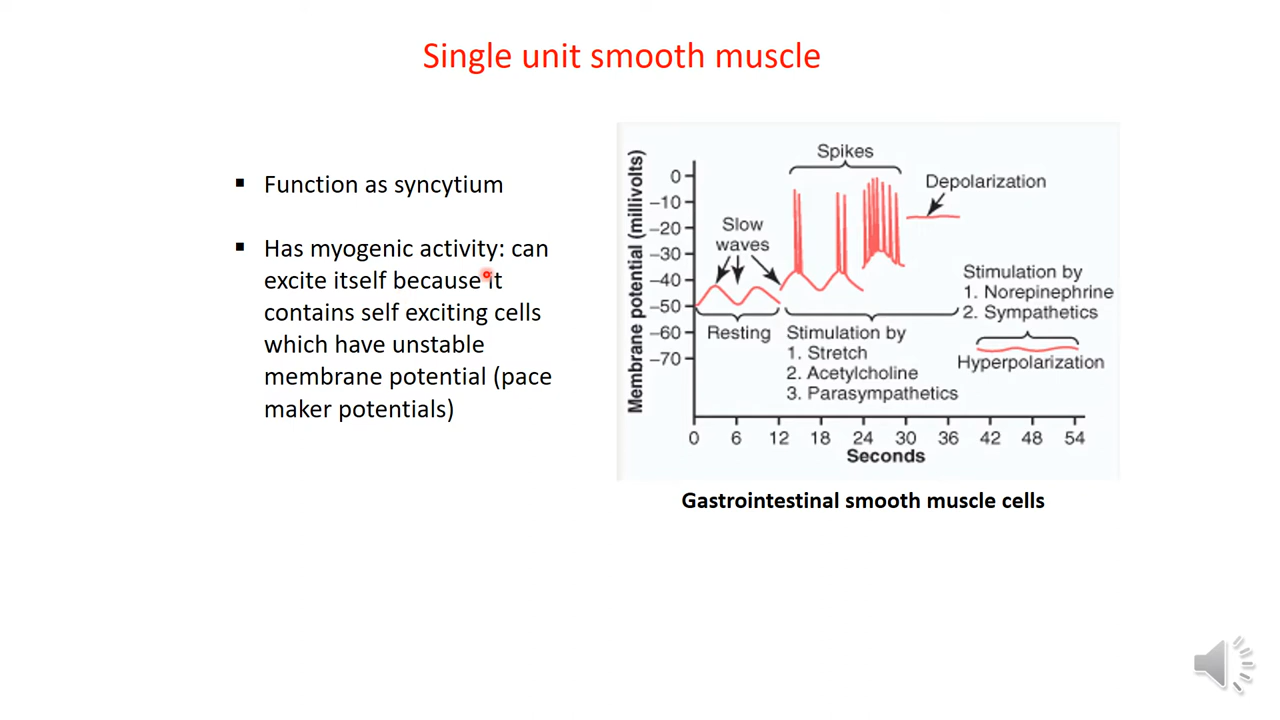 Single unit smooth muscle
▪ Function as syncytium
▪ Has myogenic activity: can
excite itself because it
contains self exciting cells
which have unstable
membrane potential (pace
maker potentials)
Membrane potential (millivolts)
0
–10
–20
–30
–40
–50
–60
–70
Spikes
Depolarization
Slow
waves
Resting
Stimulation by
1. Stretch
2. Acetylcholine
3. Parasympathetics
Stimulation by
1. Norepinephrine
2. Sympathetics
Hyperpolarization
0 6 12 18 24 30 36 42 48 54
Seconds
Gastrointestinal smooth muscle cells